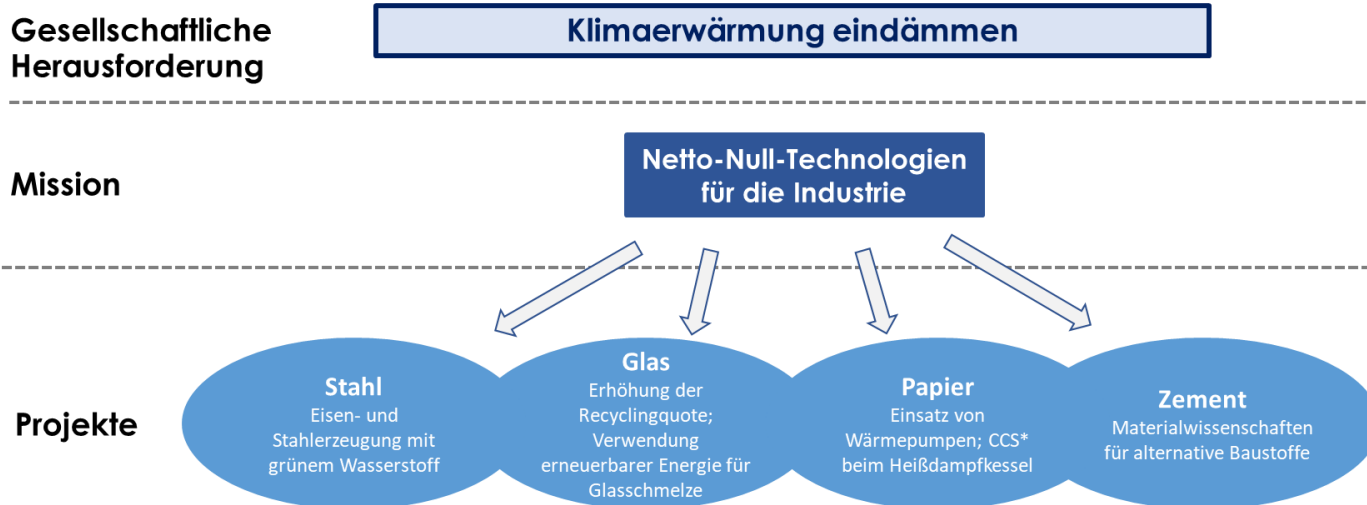 Gesellschaftliche
Herausforderung
Klimaerwärmung eindämmen
Mission
Netto-Null-Technologien
für die Industrie
Projekte
Stahl
Eisen- und
Stahlerzeugung mit
grünem Wasserstoff
Glas
Erhöhung der
Recyclingquote;
Verwendung
erneuerbarer Energie für
Glasschmelze
Papier
Einsatz von
Wärmepumpen; CCS*
beim Heißdampfkessel
Zement
Materialwissenschaften
für alternative Baustoffe